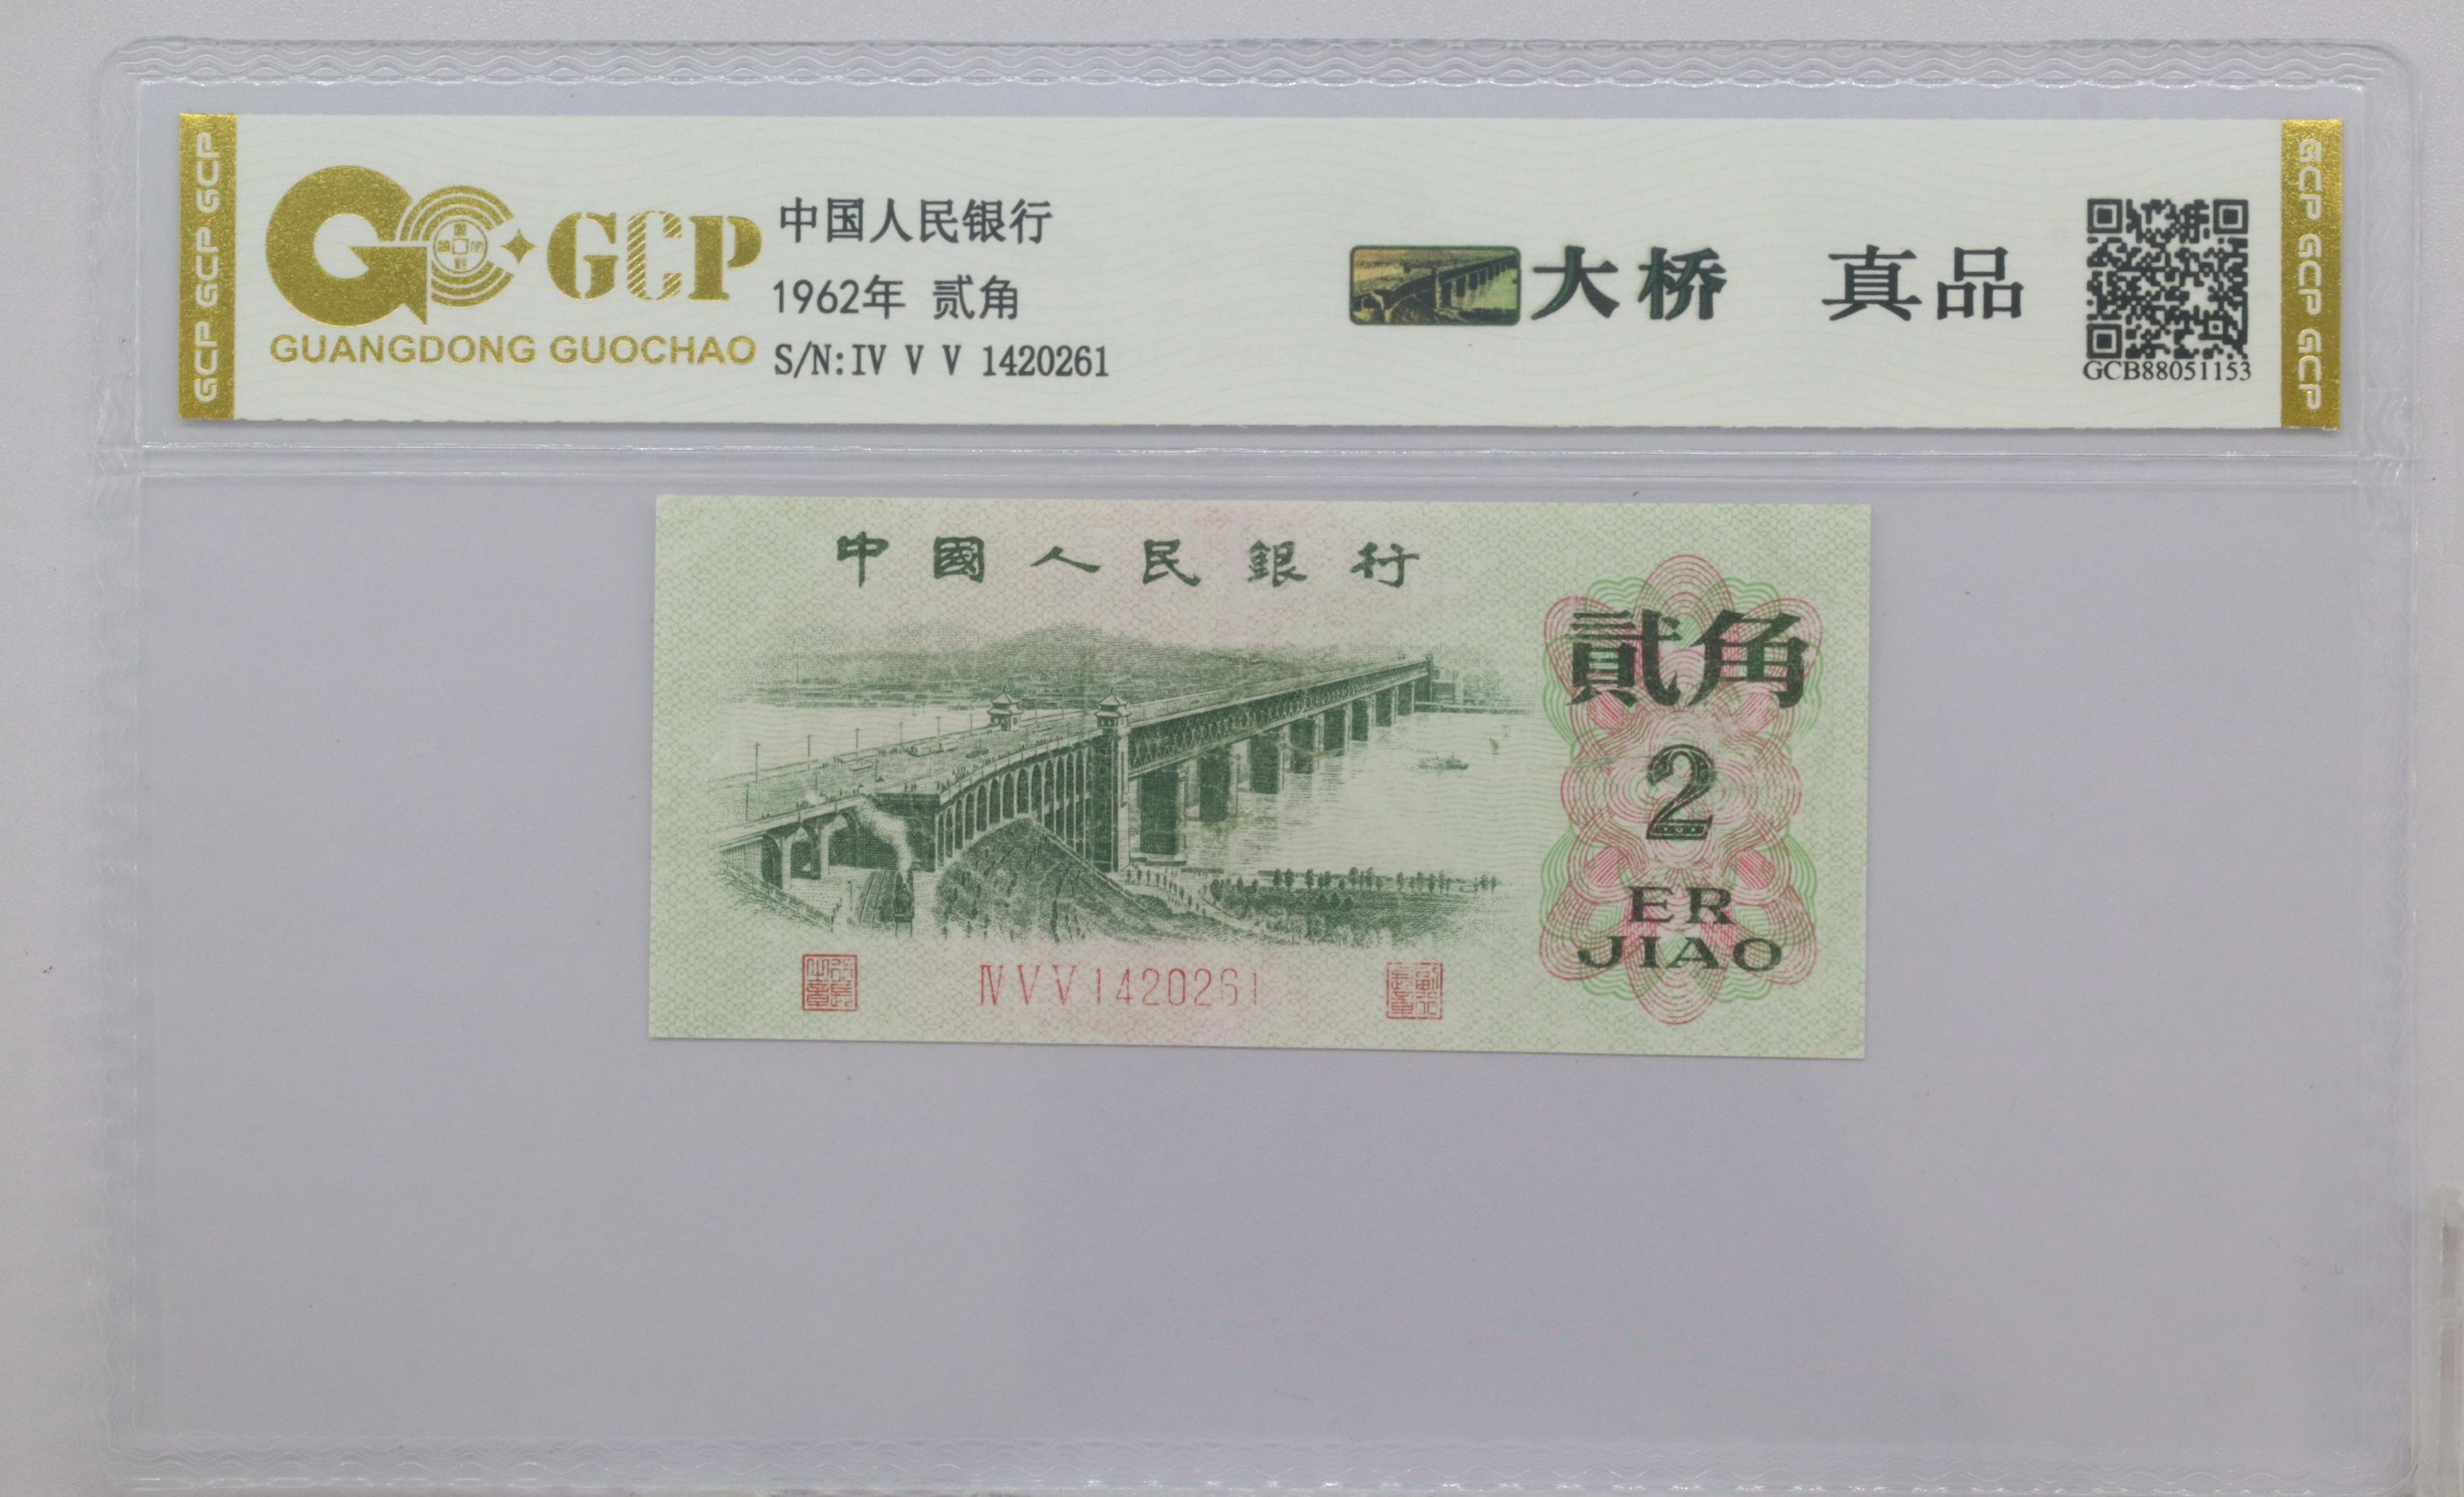 GCP GCP GCP
GCP
GUANGDONG GUOCHAO
中国人民银行
1962年 贰角
S/N:IV V V 1420261
大桥 真品
GCB88051153
GCP GCP GCP
中國人民銀行
貳角
2
ER
JIAO
IV V V 1420261